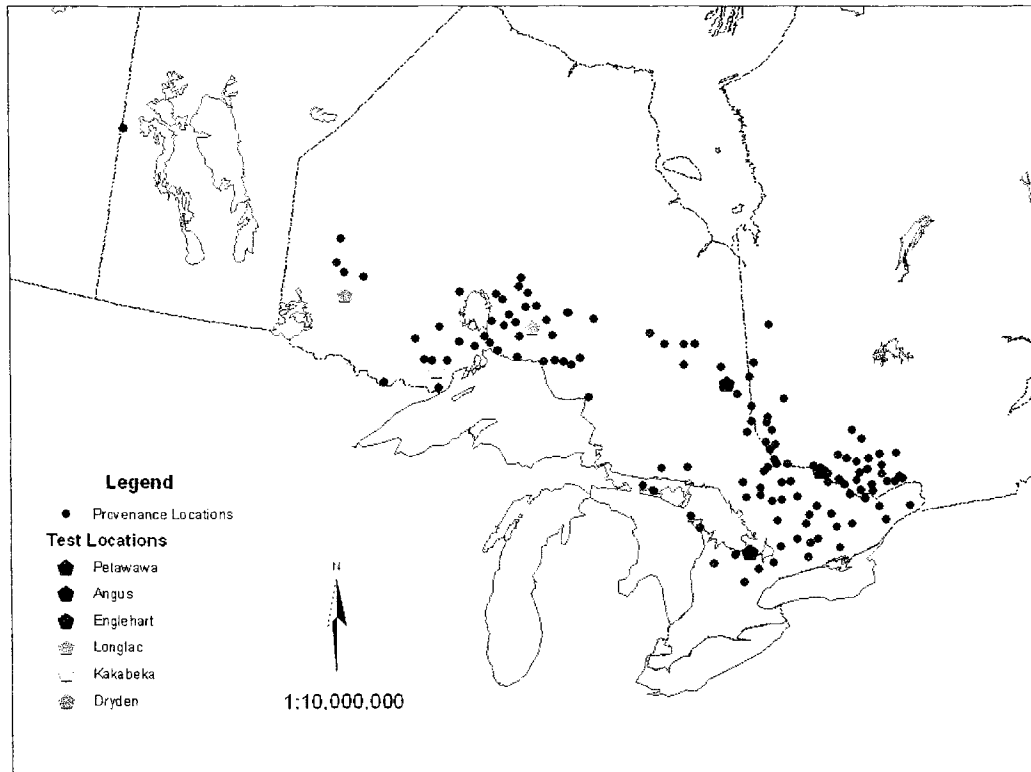 Legend
Provenance Locations
Test Locations
Petawawa
Angus
Englehart
Longlac
Kakabeka
Dryden
N
1:10,000,000